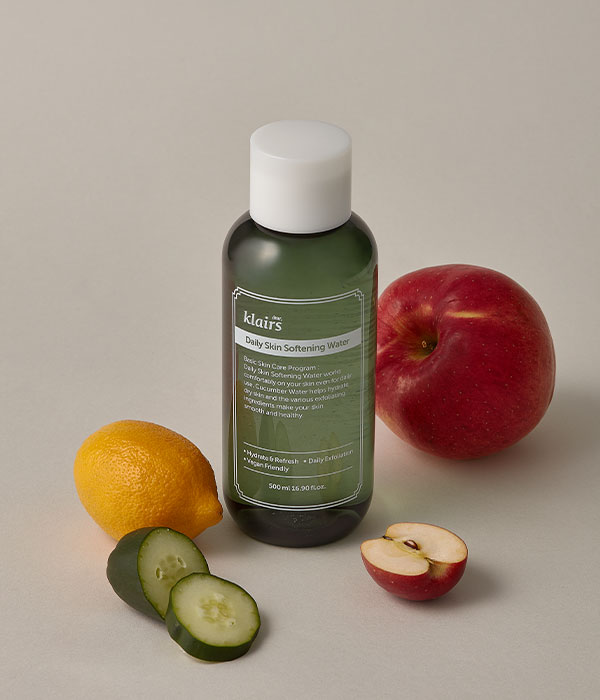 dear,
klairs
Daily Skin Softening Water
Basic Skin Care Program :
Daily Skin Softening Water works
comfortably on your skin even for daily
use. Cucumber Water helps hydrate
dry skin and the various exfoliating
ingredients make your skin
smooth and healthy.
• Hydrate & Refresh • Daily Exfoliation
• Vegan Friendly
500 ml 16.90 fl.oz.